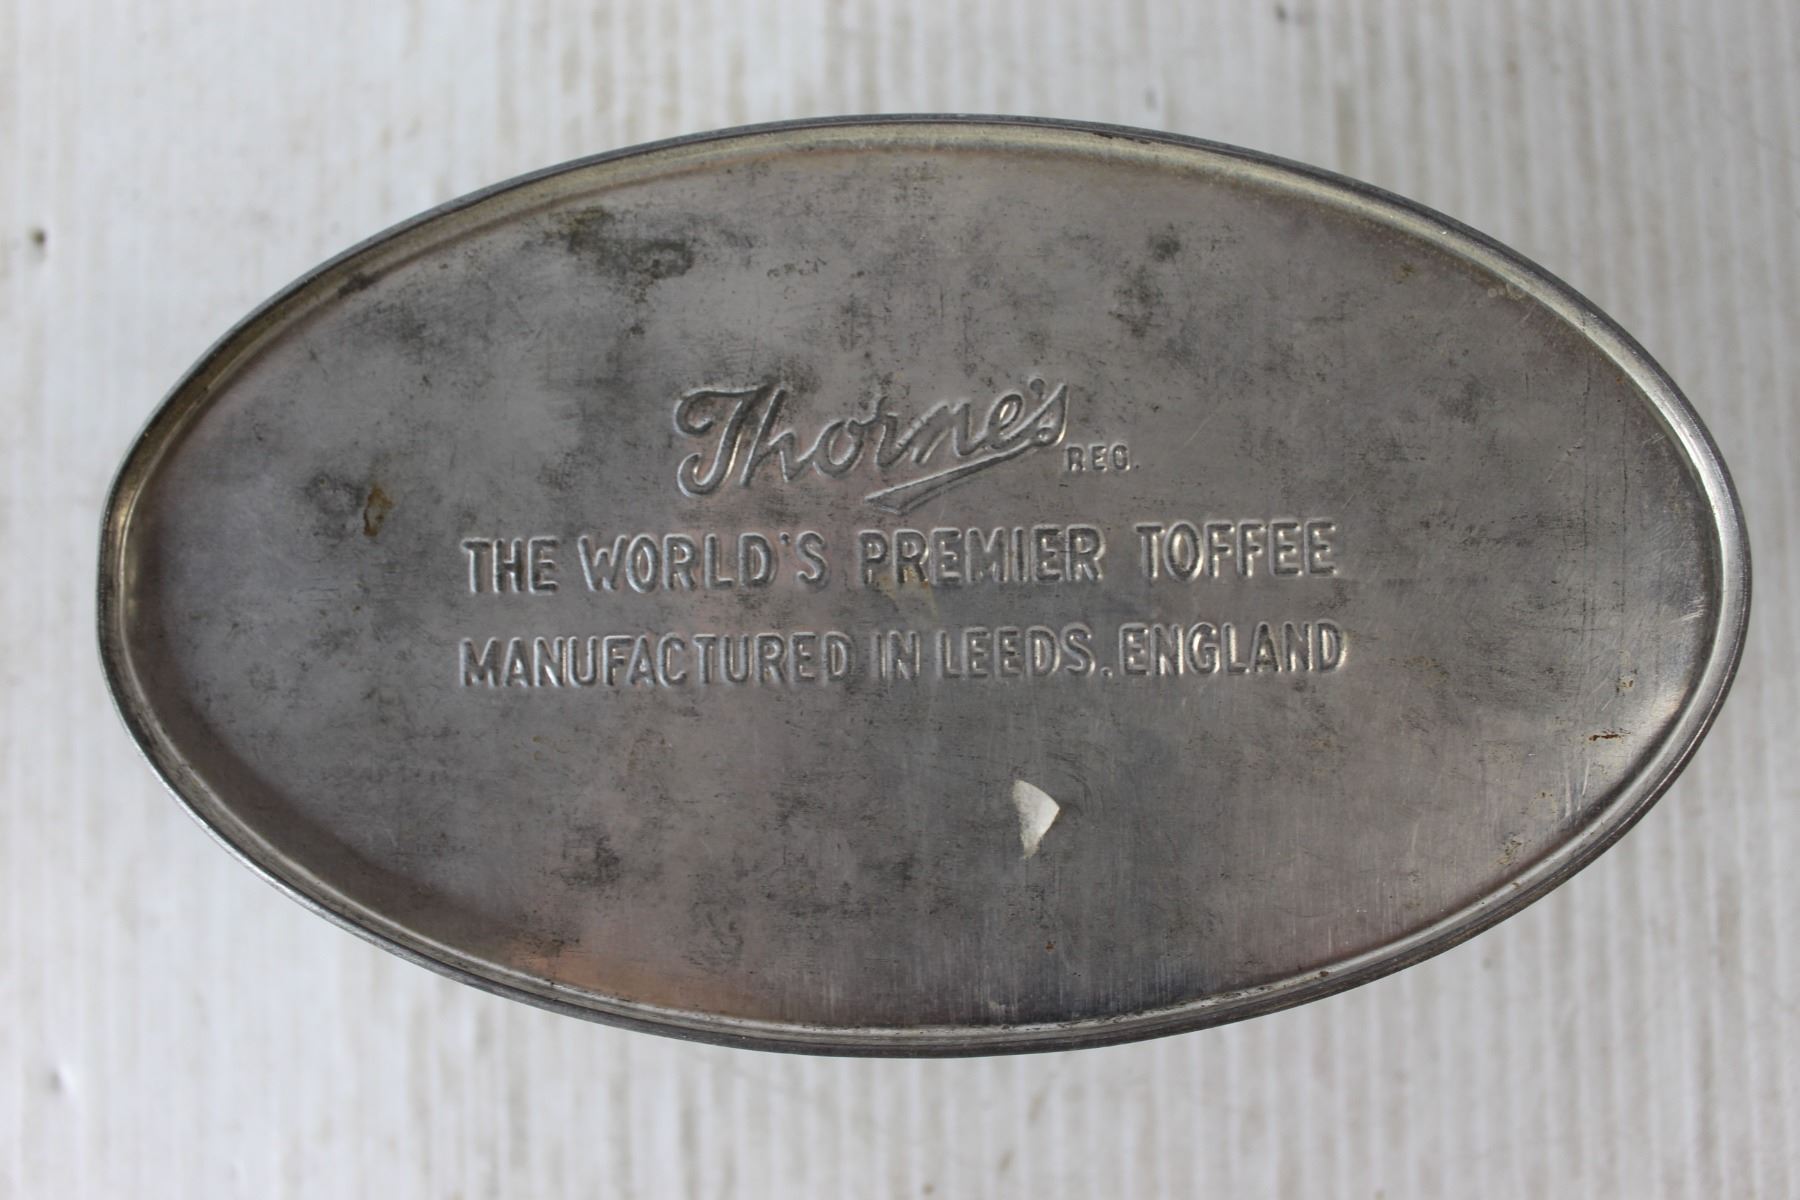 Thorne's REG.
THE WORLD'S PREMIER TOFFEE
MANUFACTURED IN LEEDS. ENGLAND